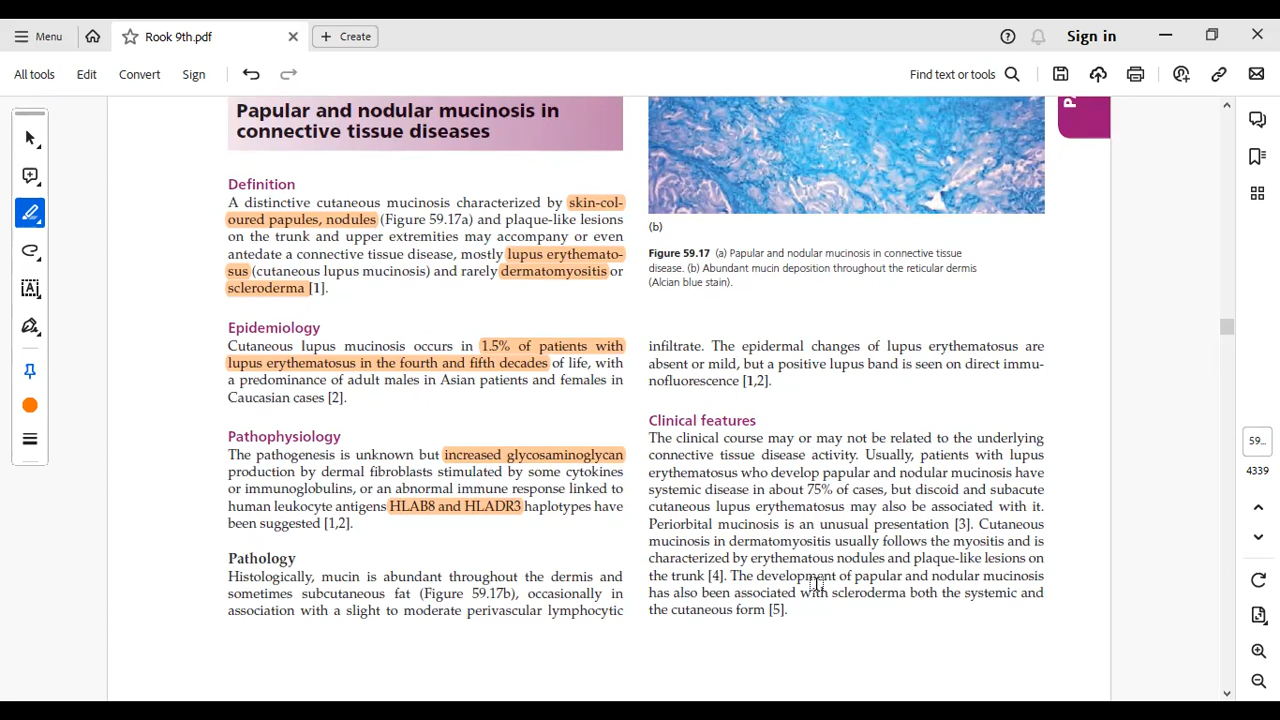 Menu
Rook 9th.pdf
Create
Sign in
All tools
Edit
Convert
Sign
Find text or tools
Papular and nodular mucinosis in
connective tissue diseases
Definition
A distinctive cutaneous mucinosis characterized by skin-col-
oured papules, nodules (Figure 59.17a) and plaque-like lesions
on the trunk and upper extremities may accompany or even
antedate a connective tissue disease, mostly lupus erythemato-
sus (cutaneous lupus mucinosis) and rarely dermatomyositis or
scleroderma [1].
Epidemiology
Cutaneous lupus mucinosis occurs in 1.5% of patients with
lupus erythematosus in the fourth and fifth decades of life, with
a predominance of adult males in Asian patients and females in
Caucasian cases [2].
Pathophysiology
The pathogenesis is unknown but increased glycosaminoglycan
production by dermal fibroblasts stimulated by some cytokines
or immunoglobulins, or an abnormal immune response linked to
human leukocyte antigens HLAB8 and HLADR3 haplotypes have
been suggested [1,2].
Pathology
Histologically, mucin is abundant throughout the dermis and
sometimes subcutaneous fat (Figure 59.17b), occasionally in
association with a slight to moderate perivascular lymphocytic
(b)
Figure 59.17 (a) Papular and nodular mucinosis in connective tissue
disease. (b) Abundant mucin deposition throughout the reticular dermis
(Alcian blue stain).
infiltrate. The epidermal changes of lupus erythematosus are
absent or mild, but a positive lupus band is seen on direct immu-
nofluorescence [1,2].
Clinical features
The clinical course may or may not be related to the underlying
connective tissue disease activity. Usually, patients with lupus
erythematosus who develop papular and nodular mucinosis have
systemic disease in about 75% of cases, but discoid and subacute
cutaneous lupus erythematosus may also be associated with it.
Periorbital mucinosis is an unusual presentation [3]. Cutaneous
mucinosis in dermatomyositis usually follows the myositis and is
characterized by erythematous nodules and plaque-like lesions on
the trunk [4]. The development of papular and nodular mucinosis
has also been associated with scleroderma both the systemic and
the cutaneous form [5].
59...
4339